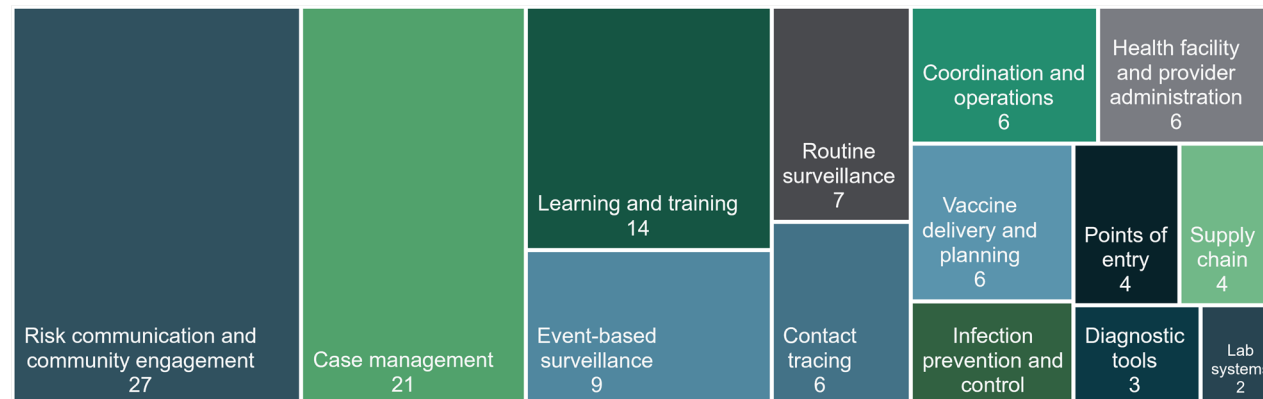 Risk communication and
community engagement
27
Case management
21
Learning and training
14
Event-based
surveillance
9
Routine
surveillance
7
Contact
tracing
6
Coordination and
operations
6
Health facility
and provider
administration
6
Vaccine
delivery and
planning
6
Points of
entry
4
Supply
chain
4
Infection
prevention and
control
Diagnostic
tools
3
Lab
systems
2